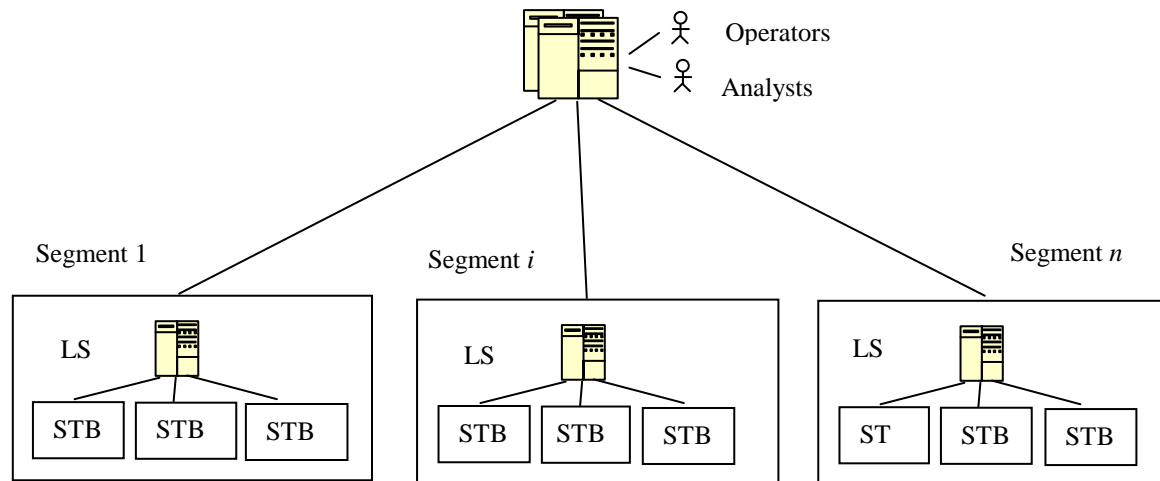 Operators
Analysts
Segment 1
Segment i
Segment n
LS
LS
LS
STB
STB
STB
STB
STB
STB
ST
STB
STB